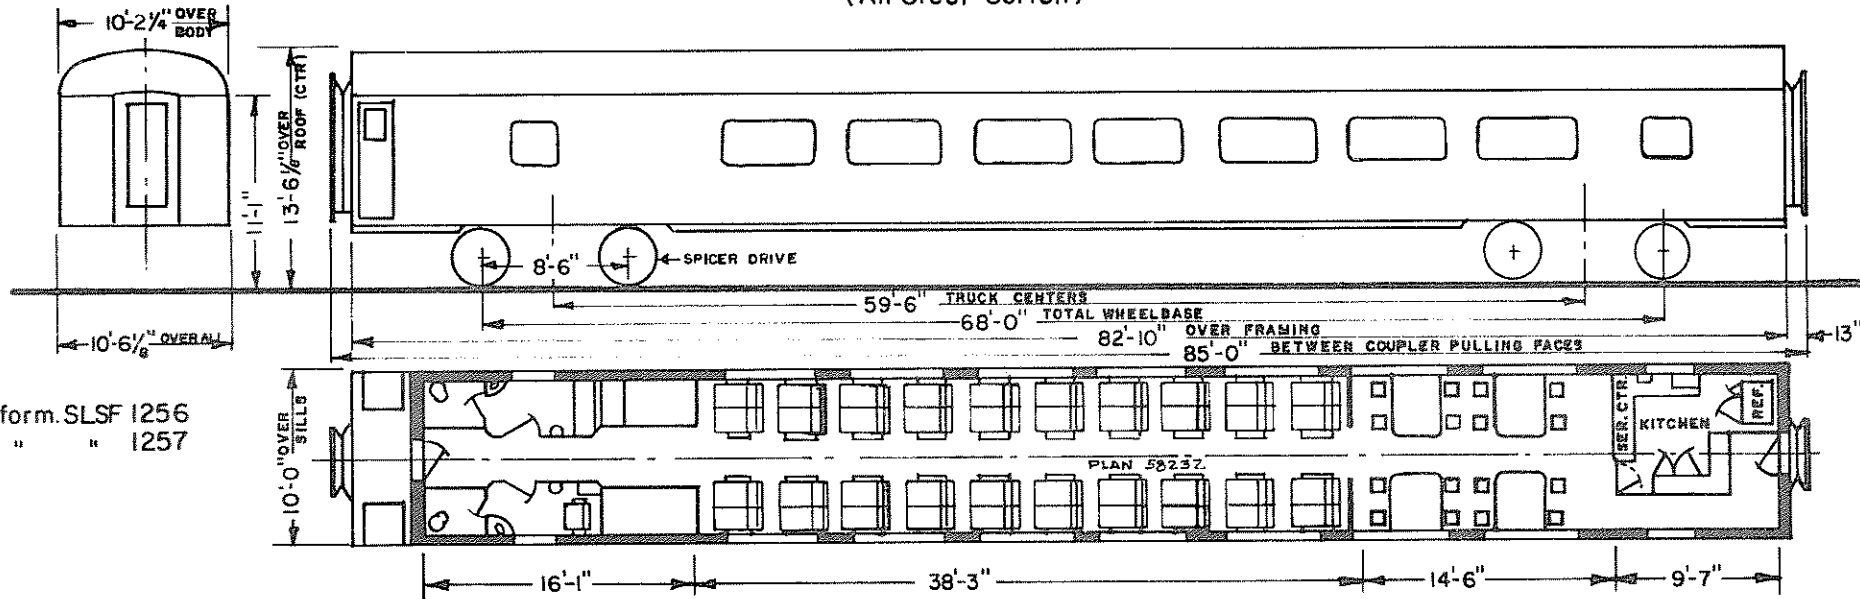 10'-2¼" OVER BODY
13'-6⅛" OVER ROOF (CTR)
11'-1"
8'-6"
SPICER DRIVE
59'-6" TRUCK CENTERS
68'-0" TOTAL WHEELBASE
82'-10" OVER FRAMING
13"
85'-0" BETWEEN COUPLER PULLING FACES
10'-6⅛" OVERALL
form. SLSF 1256
" " 1257
10'-0" OVER SILLS
SER. CTR.
KITCHEN
REF.
PLAN 58237
16'-1"
38'-3"
14'-6"
9'-7"